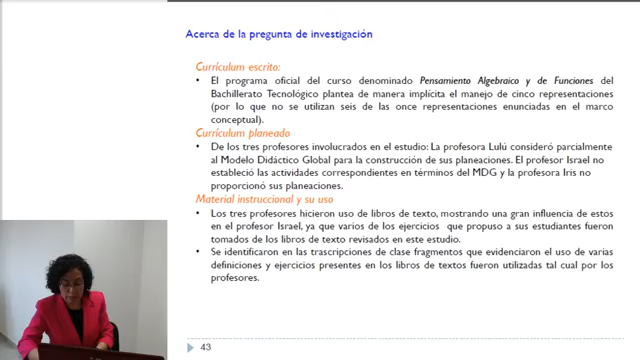 Acerca de la pregunta de investigación
Currículum escrito:
• El programa oficial del curso denominado Pensamiento Algebraico y de Funciones del
Bachillerato Tecnológico plantea de manera implícita el manejo de cinco representaciones
(por lo que no se utilizan seis de las once representaciones enunciadas en el marco
conceptual).
Currículum planeado
• De los tres profesores involucrados en el estudio: La profesora Lulú consideró parcialmente
al Modelo Didáctico Global para la construcción de sus planeaciones. El profesor Israel no
estableció las actividades correspondientes en términos del MDG y la profesora Iris no
proporcionó sus planeaciones.
Material instruccional y su uso
• Los tres profesores hicieron uso de libros de texto, mostrando una gran influencia de estos
en el profesor Israel, ya que varios de los ejercicios que propuso a sus estudiantes fueron
tomados de los libros de texto revisados en este estudio.
• Se identificaron en las trascripciones de clase fragmentos que evidenciaron el uso de varias
definiciones y ejercicios presentes en los libros de textos fueron utilizadas tal cual por los
profesores.
43